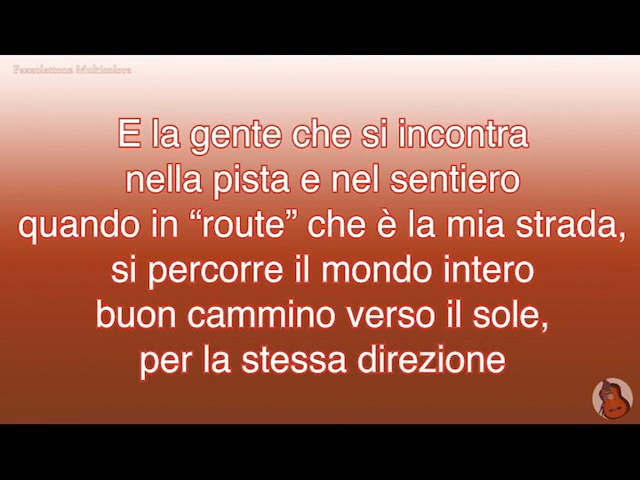 Fazzolettone Multicolore
E la gente che si incontra
nella pista e nel sentiero
quando in “route” che è la mia strada,
si percorre il mondo intero
buon cammino verso il sole,
per la stessa direzione